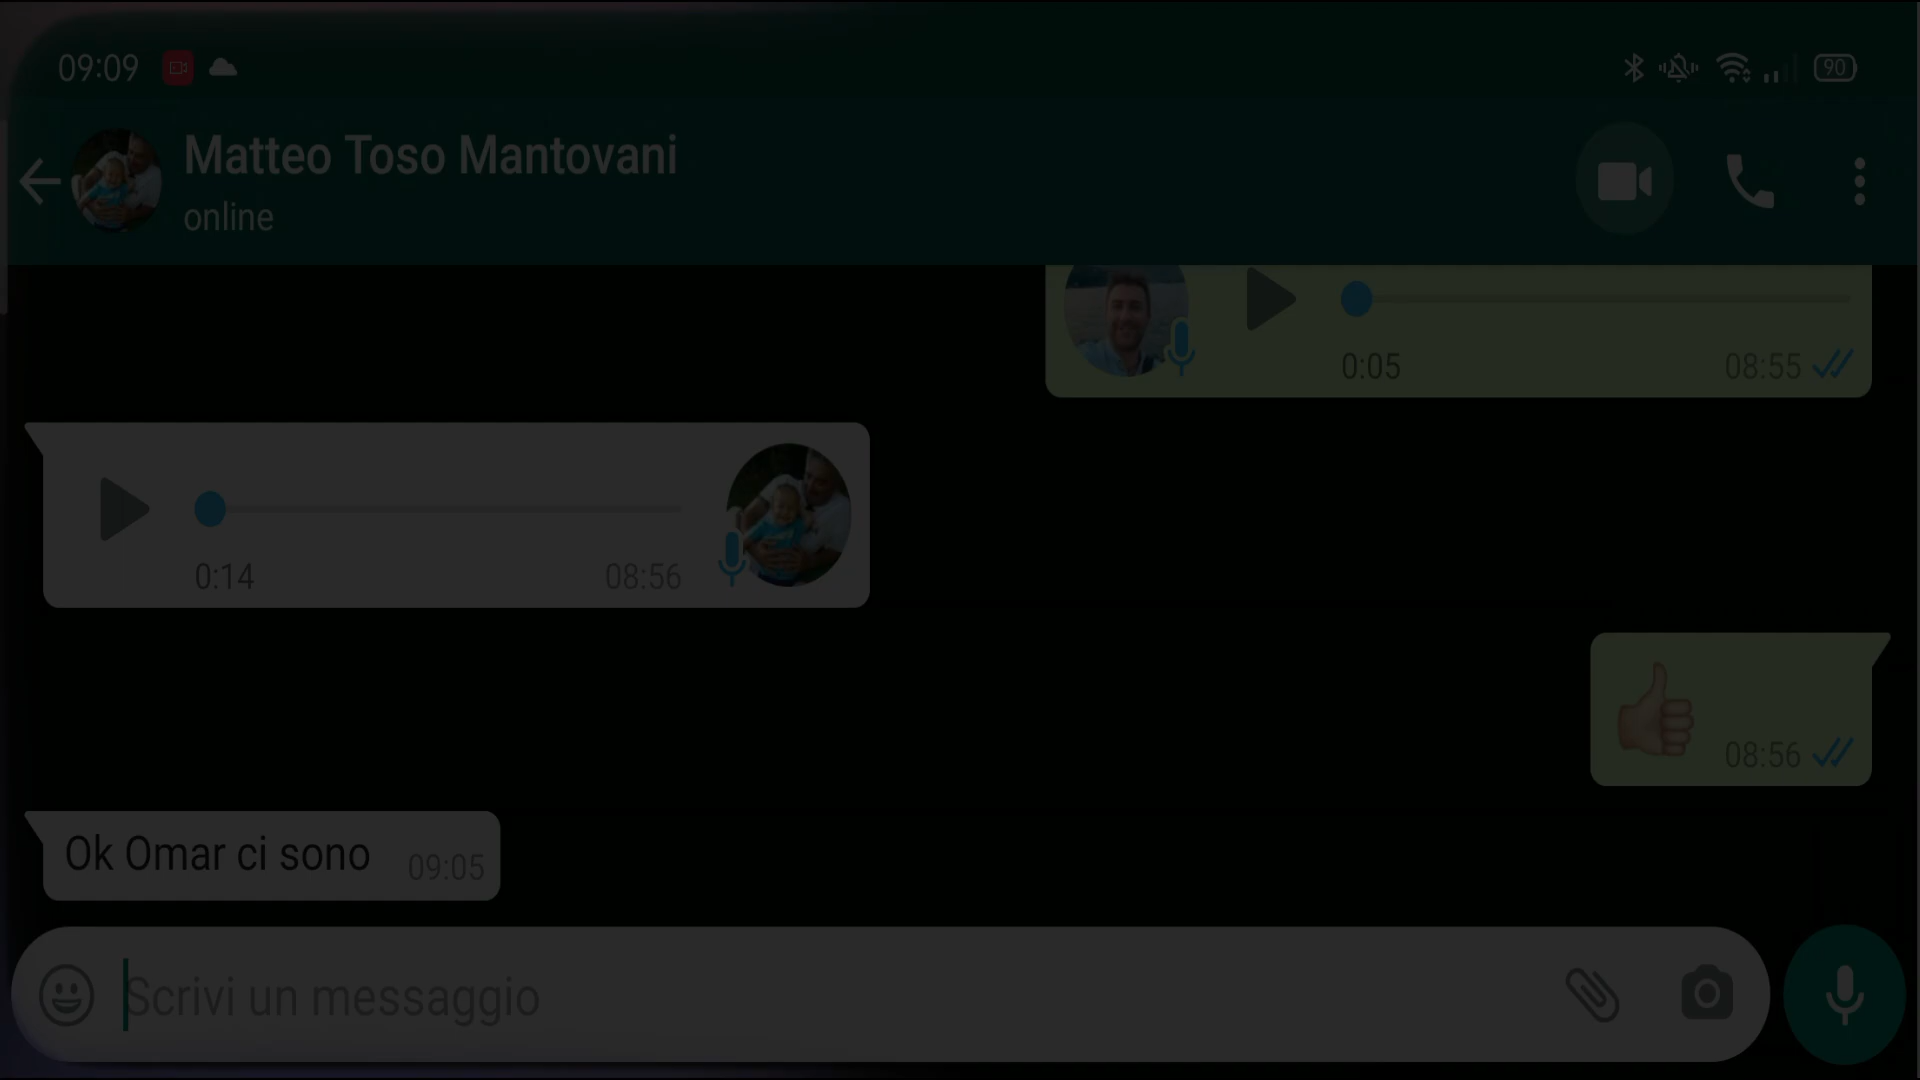 09:09
90
Matteo Toso Mantovani
online
0:05
08:55
0:14
08:56
08:56
Ok Omar ci sono
09:05
Scrivi un messaggio